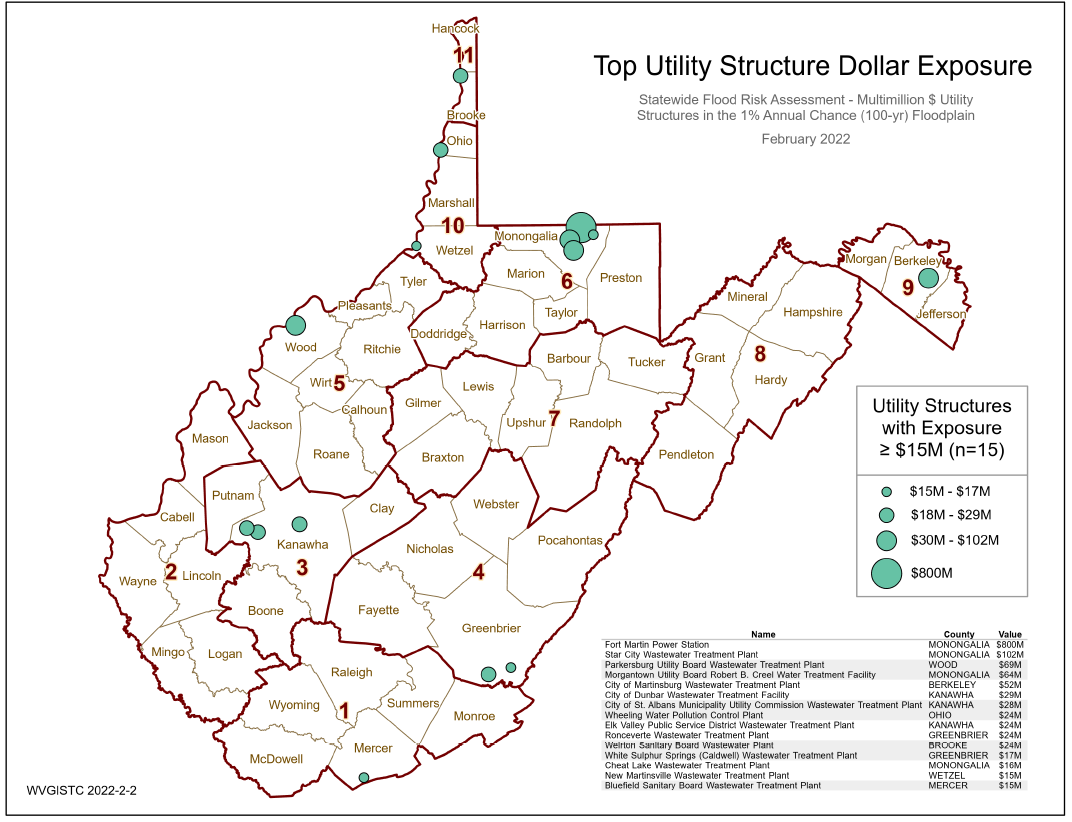 Top Utility Structure Dollar Exposure
Statewide Flood Risk Assessment - Multimillion $ Utility
Structures in the 1% Annual Chance (100-yr) Floodplain
February 2022
Hancock
11
Brooke
Ohio
Marshall
10
Wetzel
Monongalia
Marion
6
Preston
Taylor
Tyler
Pleasants
Doddridge
Harrison
Wood
Ritchie
Wirt
5
Calhoun
Jackson
Roane
Mason
Barbour
Tucker
Lewis
Gilmer
Upshur
7
Randolph
Braxton
Morgan
Berkeley
9
Jefferson
Mineral
Hampshire
Grant
8
Hardy
Pendleton
Putnam
Cabell
Clay
Webster
Kanawha
3
Nicholas
Pocahontas
Wayne
2
Lincoln
4
Boone
Fayette
Greenbrier
Mingo
Logan
Raleigh
Wyoming
1
Summers
Monroe
McDowell
Mercer
Utility Structures
with Exposure
≥ $15M (n=15)
$15M - $17M
$18M - $29M
$30M - $102M
$800M
Name County Value
Fort Martin Power Station MONONGALIA $800M
Star City Wastewater Treatment Plant MONONGALIA $102M
Parkersburg Utility Board Wastewater Treatment Plant WOOD $69M
Morgantown Utility Board Robert B. Creel Water Treatment Facility MONONGALIA $64M
City of Martinsburg Wastewater Treatment Plant BERKELEY $52M
City of Dunbar Wastewater Treatment Facility KANAWHA $29M
City of St. Albans Municipality Utility Commission Wastewater Treatment Plant KANAWHA $28M
Wheeling Water Pollution Control Plant OHIO $24M
Elk Valley Public Service District Wastewater Treatment Plant KANAWHA $24M
Ronceverte Wastewater Treatment Plant GREENBRIER $24M
Weirton Sanitary Board Wastewater Plant BROOKE $24M
White Sulphur Springs (Caldwell) Wastewater Treatment Plant GREENBRIER $17M
Cheat Lake Wastewater Treatment Plant MONONGALIA $16M
New Martinsville Wastewater Treatment Plant WETZEL $15M
Bluefield Sanitary Board Wastewater Treatment Plant MERCER $15M
WVGISTC 2022-2-2